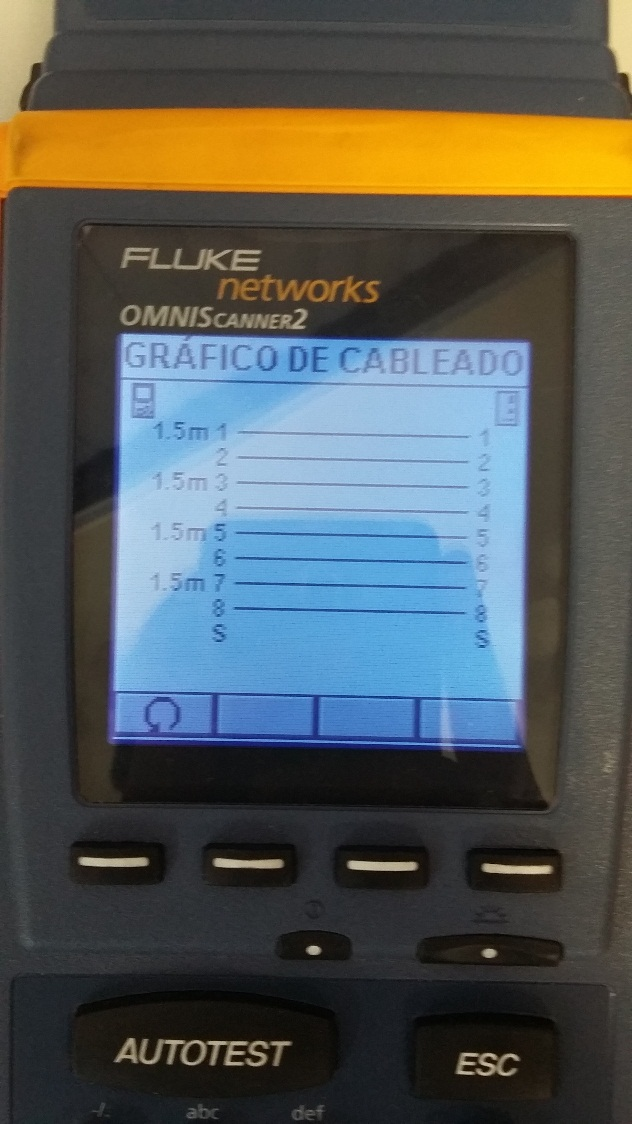 FLUKE
networks
OMNISCANNER2
GRÁFICO DE CABLEADO
1.5m 1 1
2 2
1.5m 3 3
4 4
1.5m 5 5
6 6
1.5m 7 7
8 8
S S
AUTOTEST
ESC
-/. abc def